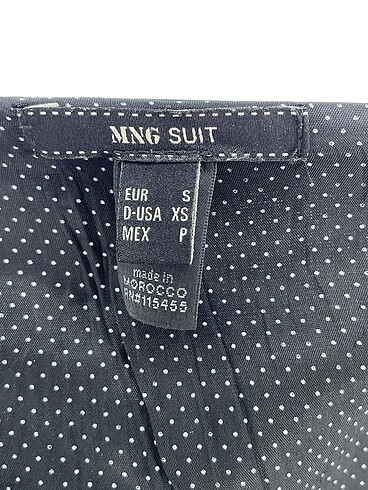 MNG SUIT
EUR S
D-USA XS
MEX P
made in
MOROCCO
RN#115455